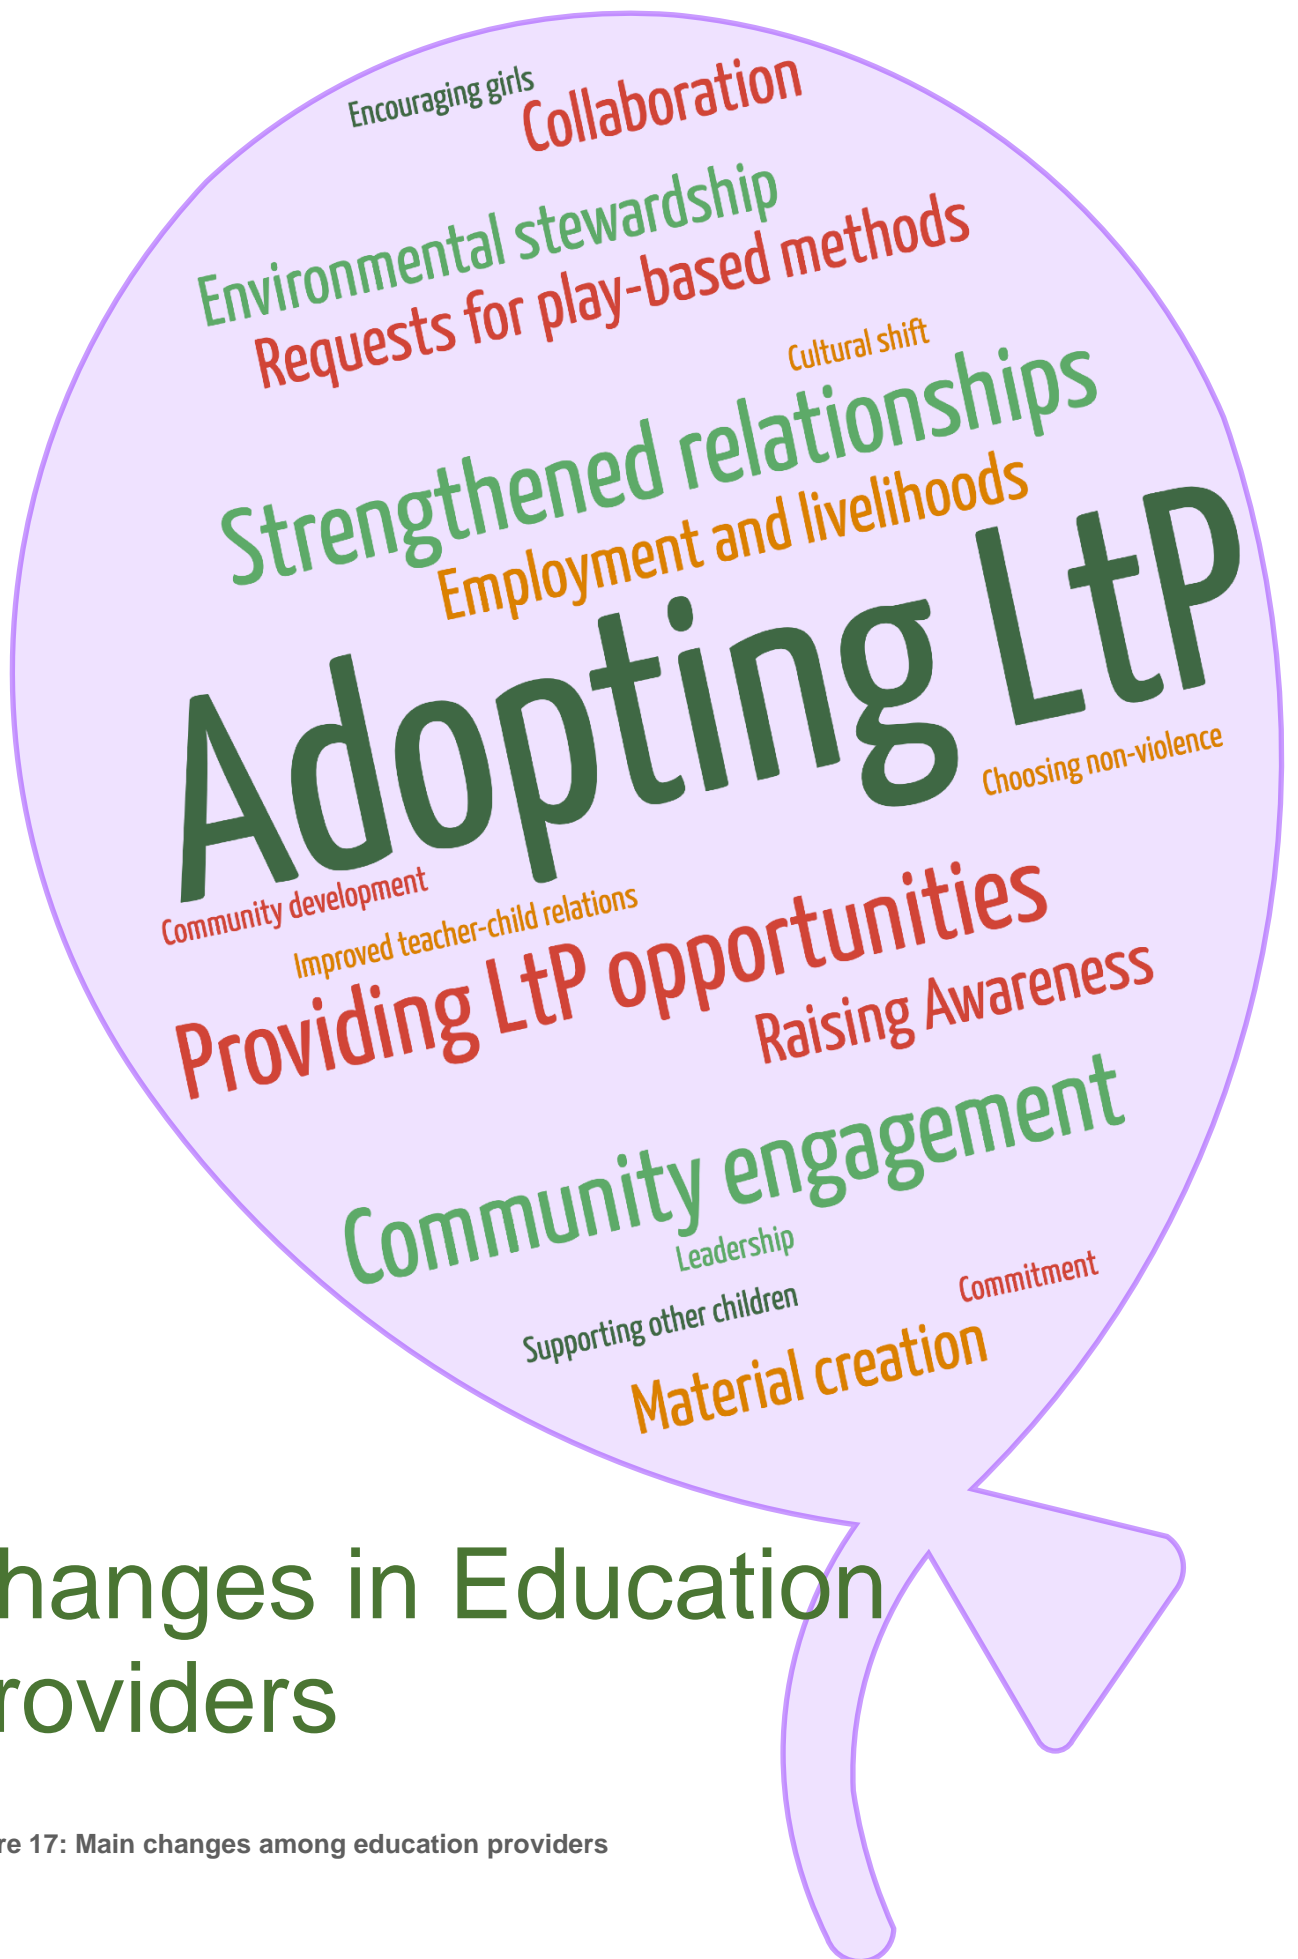 Encouraging girls
Collaboration
Environmental stewardship
Requests for play-based methods
Cultural shift
Strengthened relationships
Employment and livelihoods
Adopting LtP
Choosing non-violence
Community development
Improved teacher-child relations
Providing LtP opportunities
Raising Awareness
Community engagement
Leadership
Commitment
Supporting other children
Material creation
hanges in Education
roviders
re 17: Main changes among education providers